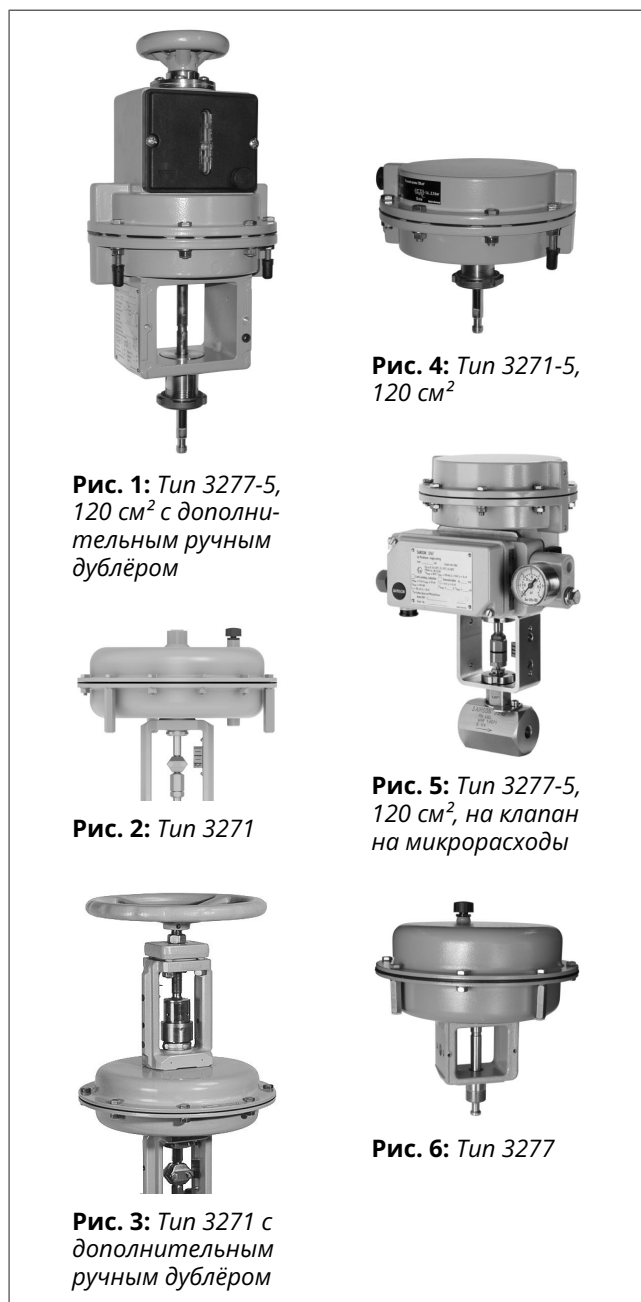 Рис. 1: Тип 3277-5,
120 см² с дополни-
тельным ручным
дублёром
Рис. 2: Тип 3271
Рис. 3: Тип 3271 с
дополнительным
ручным дублёром
Рис. 4: Тип 3271-5,
120 см²
SAMSON
Рис. 5: Тип 3277-5,
120 см², на клапан
на микрорасходы
Рис. 6: Тип 3277